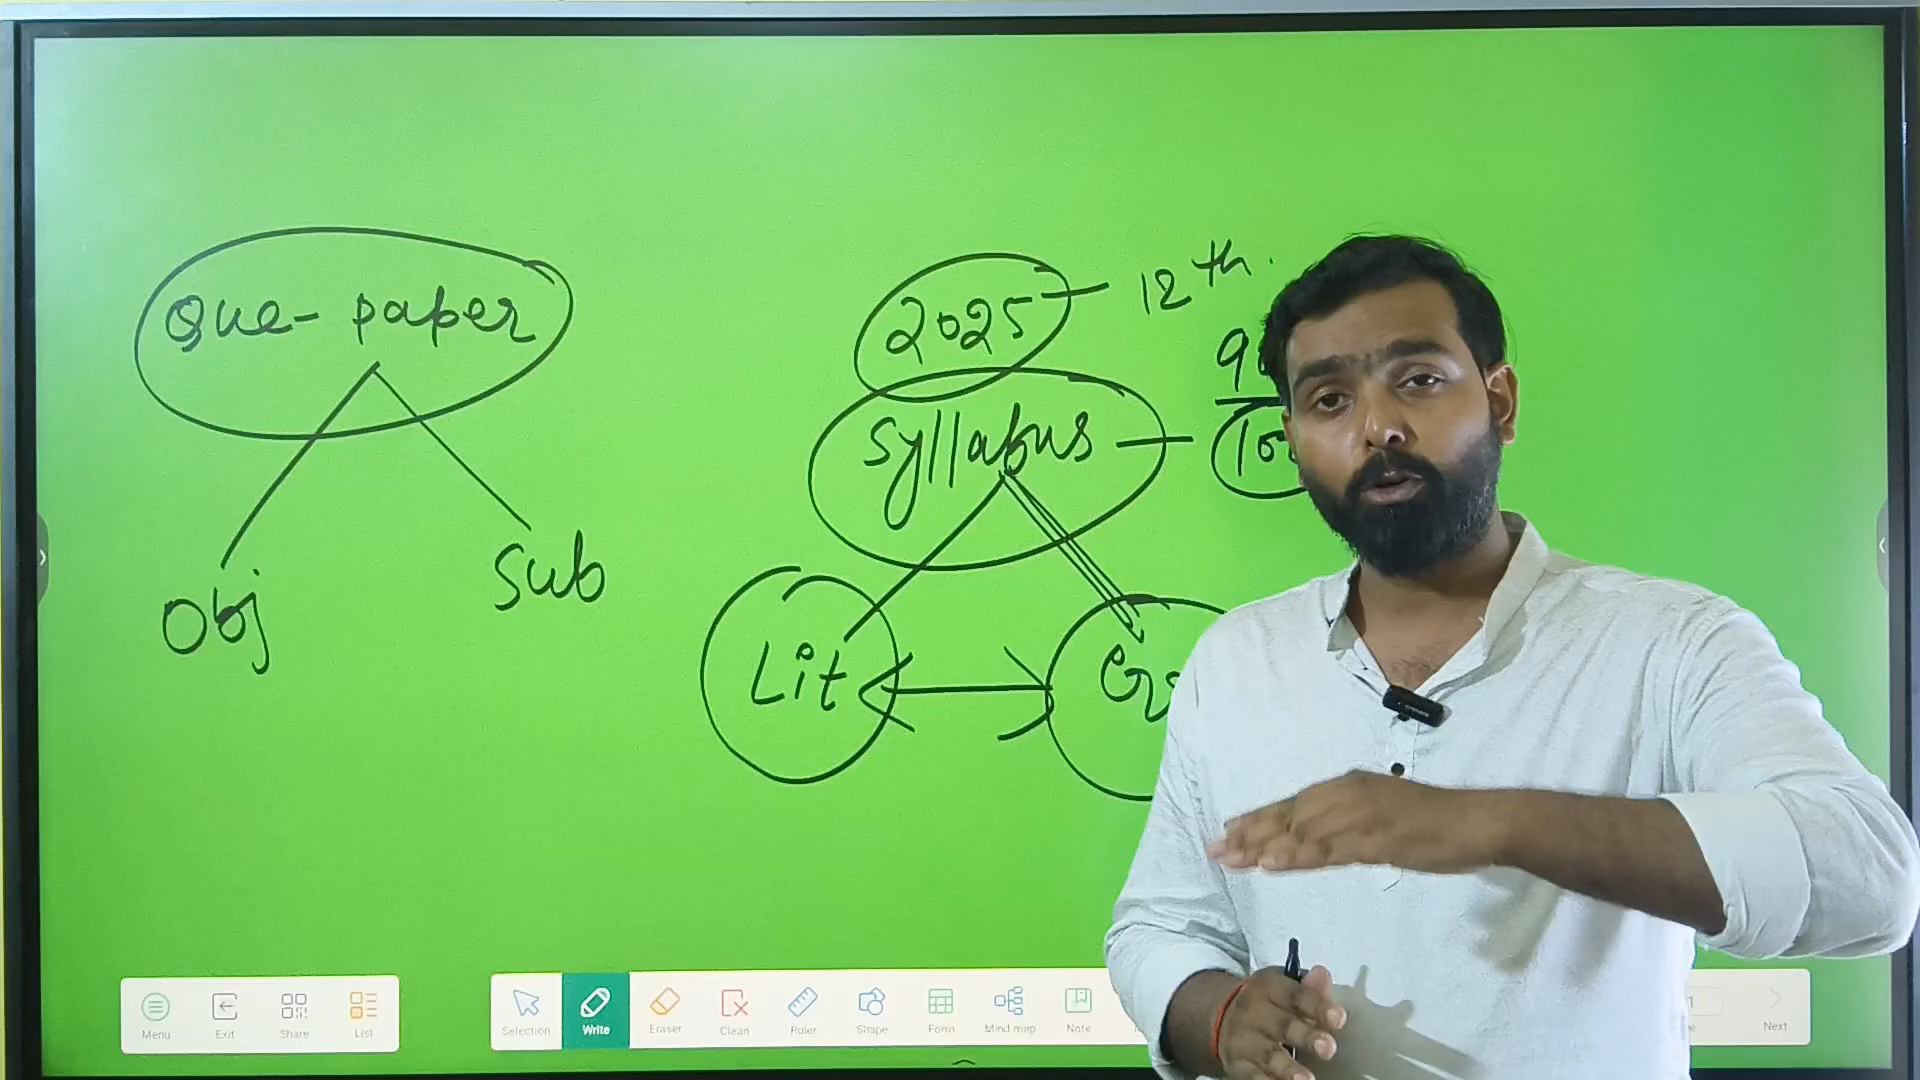 Que- paper
Obj
Sub
2025
12th.
Syllabus
Lit
Menu
Exit
Share
List
Selection
Write
Eraser
Clean
Ruler
Shape
Form
Mind map
Note
1
Next